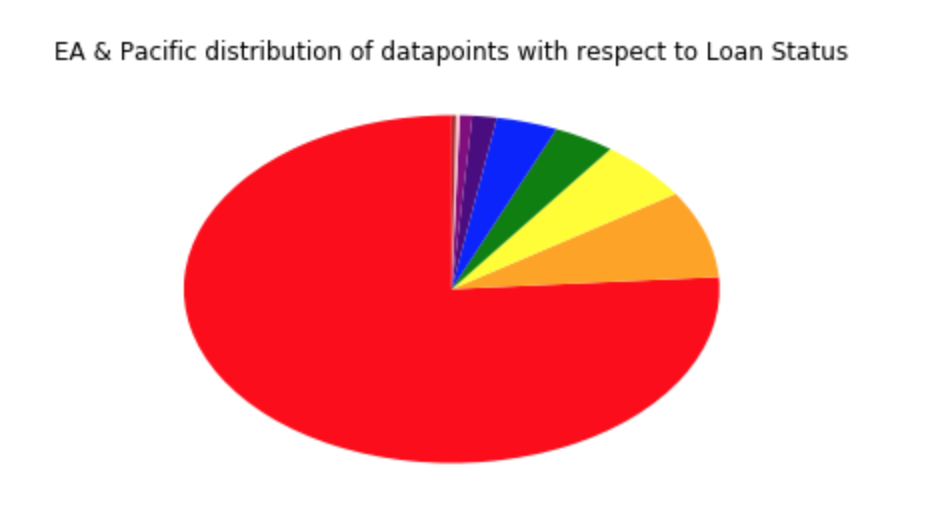 EA & Pacific distribution of datapoints with respect to Loan Status